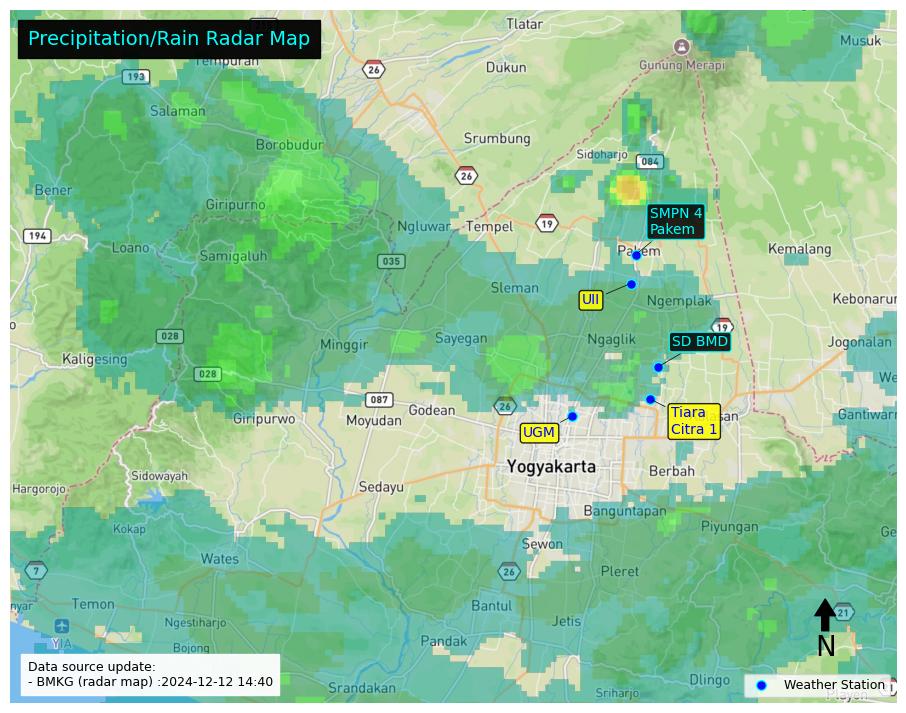 Precipitation/Rain Radar Map
Tlatar
Musuk
Tempuran
26
Dukun
Gunung Merapi
193
Salaman
Srumbung
Borobudur
Sidoharjo
084
26
Bener
Giripurno
SMPN 4
Pakem
Ngluwar
Tempel
19
194
Loano
Samigaluh
035
Pakem
Kemalang
Sleman
UII
Ngemplak
Kebonarum
19
028
Minggir
Sayegan
Ngaglik
SD BMD
Jogonalan
Kaligesing
028
087
26
Godean
Giripurwo
Moyudan
Tiara
Citra 1
Gantiwarn
UGM
Yogyakarta
Berbah
Sidowayah
Hargorojo
Sedayu
Banguntapan
Piyungan
Kokap
Sewon
Wates
7
26
Pleret
Temon
Bantul
21
Ngestiharjo
Jetis
YIA
Bojong
Pandak
N
Data source update:
- BMKG (radar map) :2024-12-12 14:40
Srandakan
Sriharjo
Dlingo
Weather Station
Playen